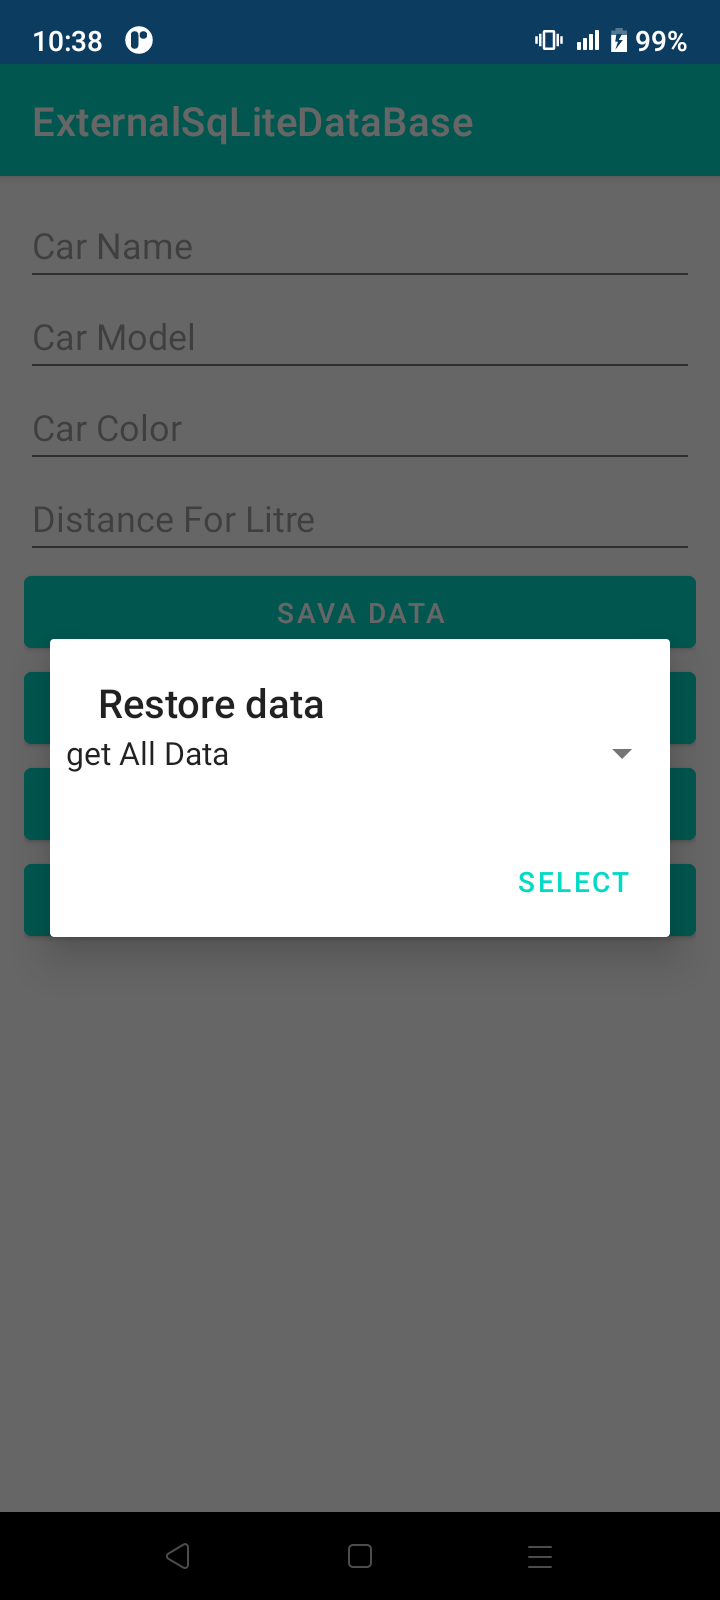 10:38 99%
ExternalSqLiteDataBase
Car Name
Car Model
Car Color
Distance For Litre
SAVA DATA
Restore data
get All Data
SELECT